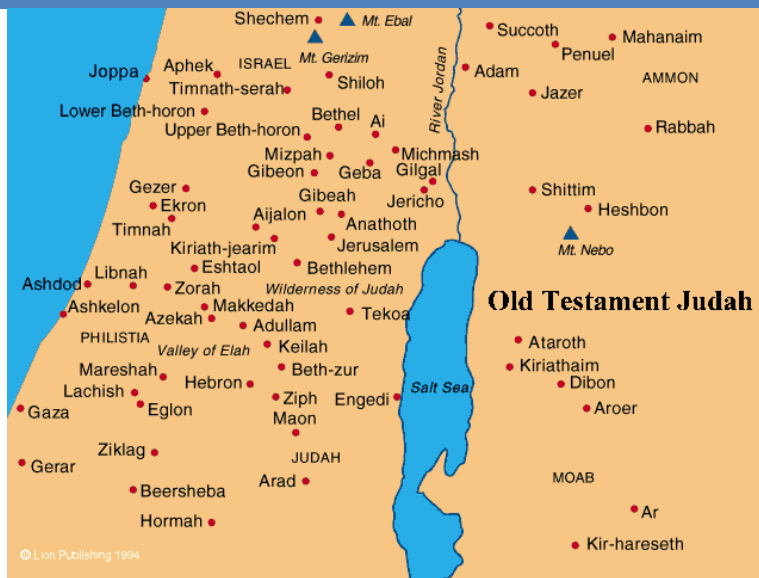 Shechem
Mt. Ebal
Succoth
Mahanaim
Penuel
Mt. Gerizim
ISRAEL
Aphek
Joppa
Adam
AMMON
Shiloh
Timnath-serah
Jazer
River Jordan
Lower Beth-horon
Bethel
Ai
Upper Beth-horon
Rabbah
Mizpah
Michmash
Gibeon
Geba
Gilgal
Gezer
Jericho
Shittim
Gibeah
Ekron
Heshbon
Aijalon
Anathoth
Timnah
Kiriath-jearim
Jerusalem
Mt. Nebo
Eshtaol
Bethlehem
Libnah
Ashdod
Zorah
Wilderness of Judah
Old Testament Judah
Ashkelon
Makkedah
Tekoa
Azekah
Adullam
PHILISTIA
Ataroth
Valley of Elah
Keilah
Kiriathaim
Mareshah
Beth-zur
Hebron
Dibon
Salt Sea
Lachish
Ziph
Engedi
Eglon
Aroer
Gaza
Maon
Ziklag
JUDAH
Gerar
Arad
MOAB
Beersheba
Ar
Hormah
Kir-hareseth
© Lion Publishing 1994